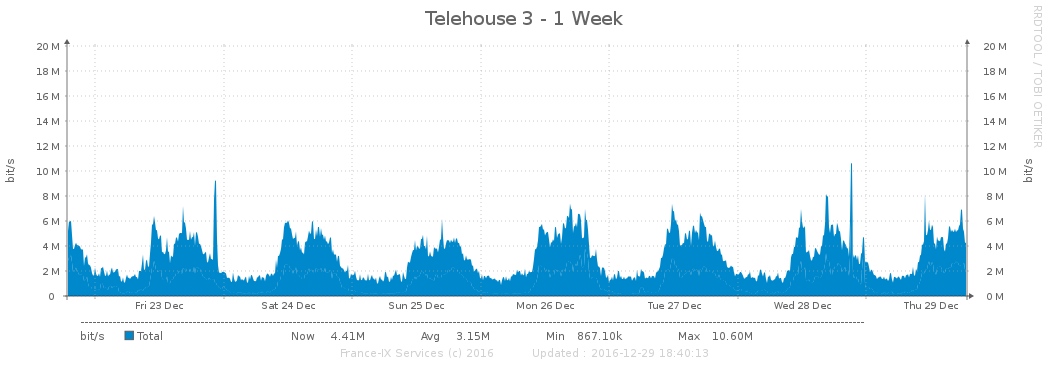 Telehouse 3 - 1 Week
RRDTOOL / TOBI OETIKER
bit/s
bit/s
20 M 20 M
18 M 18 M
16 M 16 M
14 M 14 M
12 M 12 M
10 M 10 M
8 M 8 M
6 M 6 M
4 M 4 M
2 M 2 M
0 0 M
Fri 23 Dec Sat 24 Dec Sun 25 Dec Mon 26 Dec Tue 27 Dec Wed 28 Dec Thu 29 Dec
bit/s Total Now 4.41M Avg 3.15M Min 867.10k Max 10.60M
France-IX Services (c) 2016 Updated : 2016-12-29 18:40:13